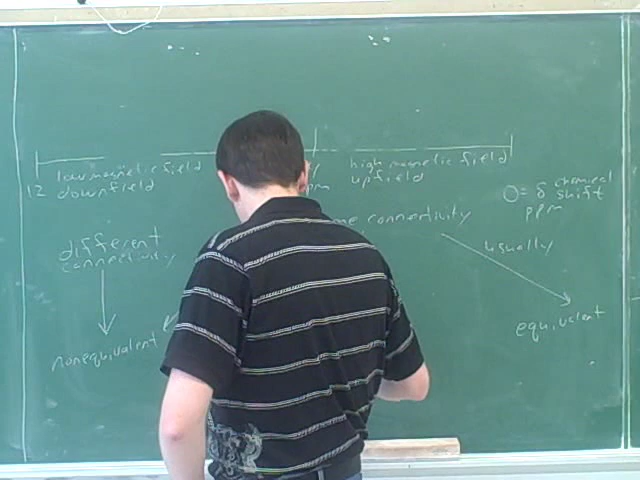 low magnetic field
downfield
12
ppm
high magnetic field
upfield
0 = δ chemical
shift
ppm
different
connectivity
me connectivity
usually
nonequivalent
equivalent